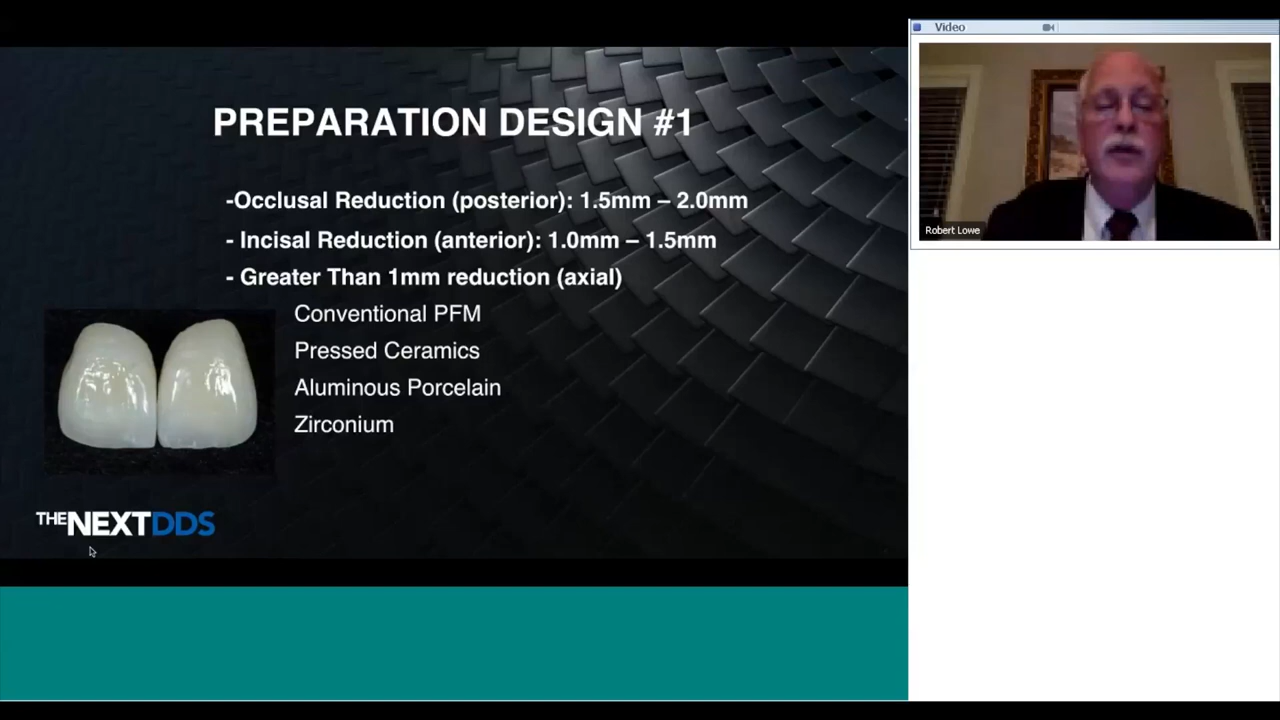 Video
PREPARATION DESIGN #1
-Occlusal Reduction (posterior): 1.5mm – 2.0mm
- Incisal Reduction (anterior): 1.0mm – 1.5mm
- Greater Than 1mm reduction (axial)
Conventional PFM
Pressed Ceramics
Aluminous Porcelain
Zirconium
THENEXTDDS
Robert Lowe